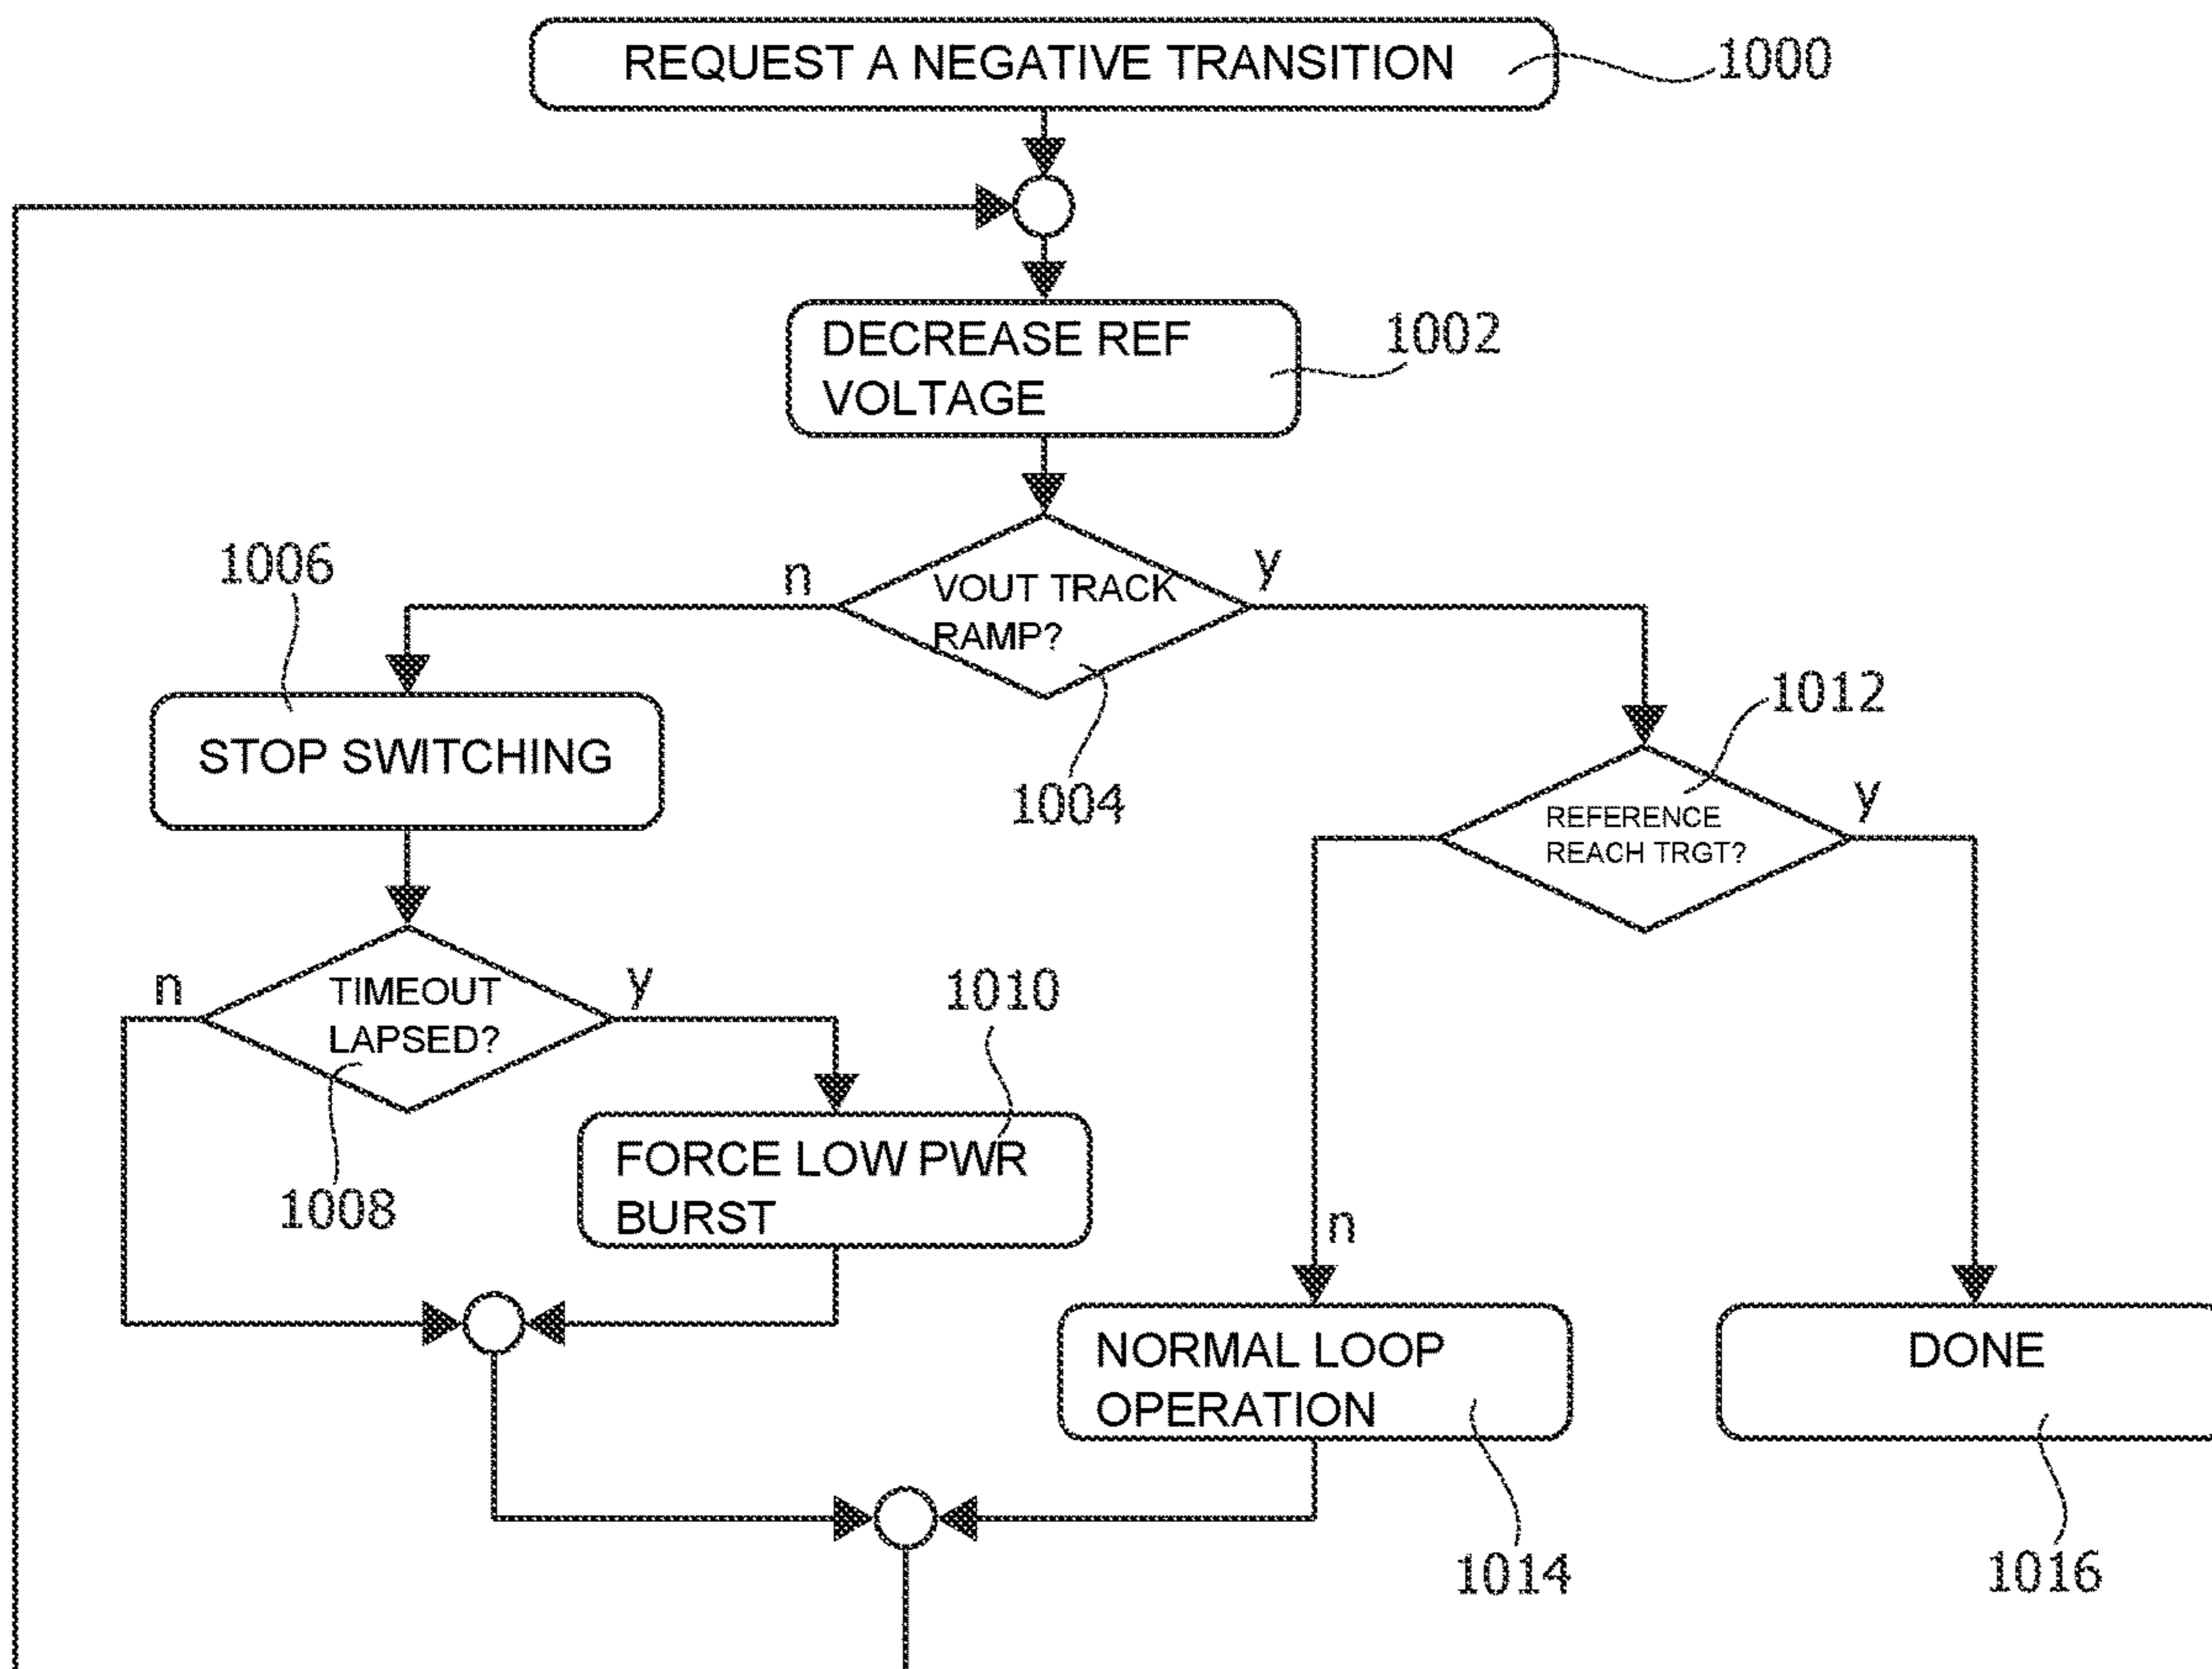 REQUEST A NEGATIVE TRANSITION
1000
DECREASE REF
VOLTAGE
1002
VOUT TRACK
RAMP?
n
y
1004
1006
STOP SWITCHING
1012
REFERENCE
REACH TRGT?
y
n
TIMEOUT
LAPSED?
n
y
1008
1010
FORCE LOW PWR
BURST
NORMAL LOOP
OPERATION
1014
DONE
1016